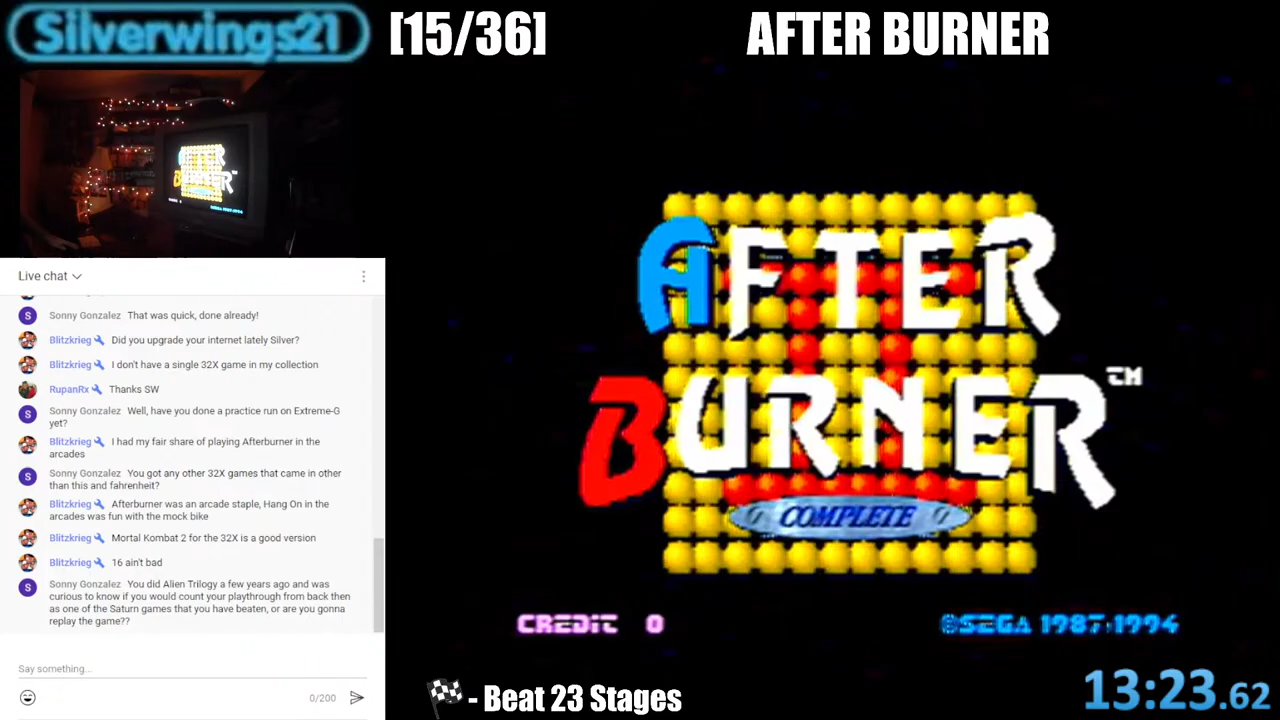 Silverwings21
[15/36]
AFTER BURNER
Live chat
Sonny Gonzalez That was quick, done already!
Blitzkrieg Did you upgrade your internet lately Silver?
Blitzkrieg I don't have a single 32X game in my collection
RupanRx Thanks SW
Sonny Gonzalez Well, have you done a practice run on Extreme-G
yet?
Blitzkrieg I had my fair share of playing Afterburner in the
arcades
Sonny Gonzalez You got any other 32X games that came in other
than this and fahrenheit?
Blitzkrieg Afterburner was an arcade staple, Hang On in the
arcades was fun with the mock bike
Blitzkrieg Mortal Kombat 2 for the 32X is a good version
Blitzkrieg 16 ain't bad
Sonny Gonzalez You did Alien Trilogy a few years ago and was
curious to know if you would count your playthrough from back then
as one of the Saturn games that you have beaten, or are you gonna
replay the game??
Say something...
0/200
AFTER
BURNER™
COMPLETE
CREDIT 0
©SEGA 1987,1994
- Beat 23 Stages
13:23.62